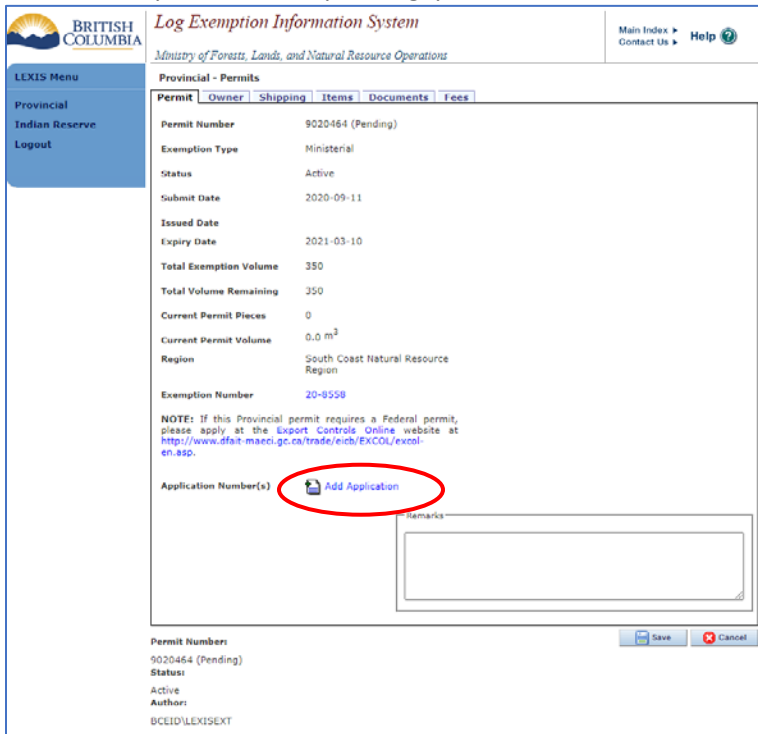 BRITISH
COLUMBIA
Log Exemption Information System
Ministry of Forests, Lands, and Natural Resource Operations
Main Index
Contact Us
Help
LEXIS Menu
Provincial
Indian Reserve
Logout
Provincial - Permits
Permit Owner Shipping Items Documents Fees
Permit Number 9020464 (Pending)
Exemption Type Ministerial
Status Active
Submit Date 2020-09-11
Issued Date
Expiry Date 2021-03-10
Total Exemption Volume 350
Total Volume Remaining 350
Current Permit Pieces 0
Current Permit Volume 0.0 m³
Region South Coast Natural Resource
Region
Exemption Number 20-8558
NOTE: If this Provincial permit requires a Federal permit,
please apply at the Export Controls Online website at
http://www.dfait-maeci.gc.ca/trade/eicb/EXCOL/excol-
en.asp.
Application Number(s) Add Application
Remarks
Save Cancel
Permit Number:
9020464 (Pending)
Status:
Active
Author:
BCEID\LEXISEXT